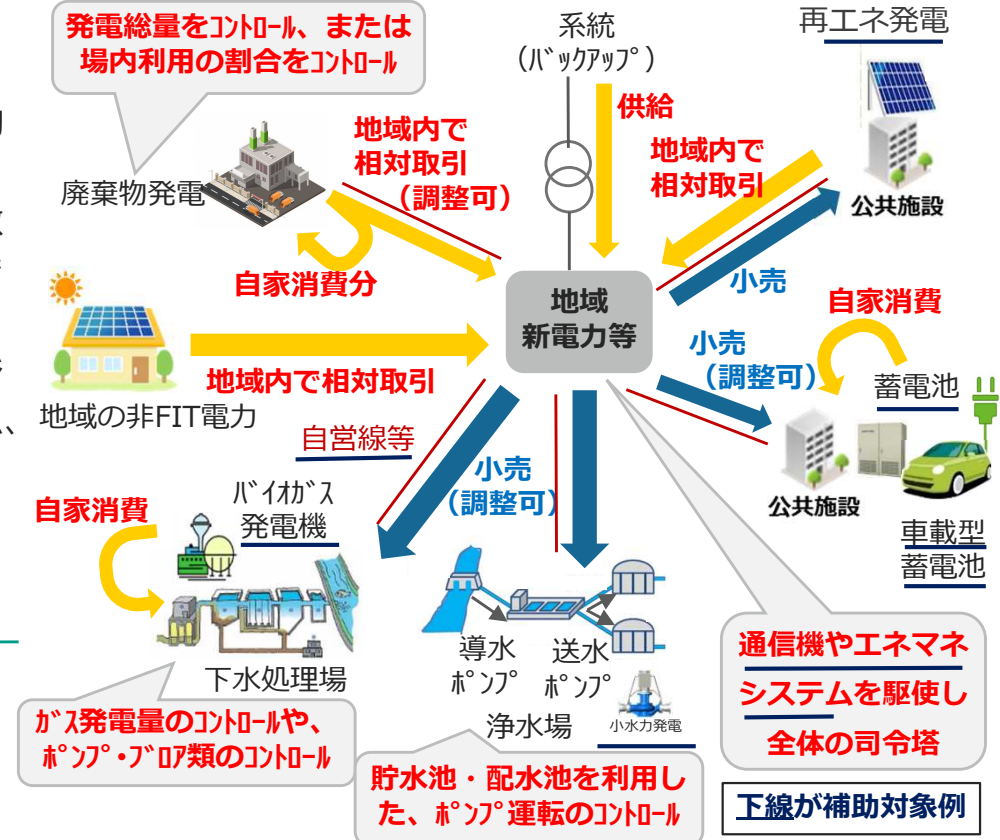 発電総量をｺﾝﾄﾛｰﾙ、または
場内利用の割合をｺﾝﾄﾛｰﾙ
系統
(ﾊﾞｯｸｱｯﾌﾟ)
再エネ発電
供給
地域内で
相対取引
（調整可）
地域内で
相対取引
廃棄物発電
公共施設
自家消費分
小売
地域
新電力等
自家消費
小売
（調整可）
地域内で相対取引
蓄電池
地域の非FIT電力
自営線等
小売
（調整可）
ﾊﾞｲｵｶﾞｽ
発電機
自家消費
公共施設
車載型
蓄電池
導水
ﾎﾟﾝﾌﾟ
送水
ﾎﾟﾝﾌﾟ
下水処理場
浄水場
小水力発電
通信機やエネマネ
システムを駆使し
全体の司令塔
ｶﾞｽ発電量のｺﾝﾄﾛｰﾙや、
ﾎﾟﾝﾌﾟ・ﾌﾞﾛｱ類のｺﾝﾄﾛｰﾙ
貯水池・配水池を利用し
た、ﾎﾟﾝﾌﾟ運転のｺﾝﾄﾛｰﾙ
下線が補助対象例